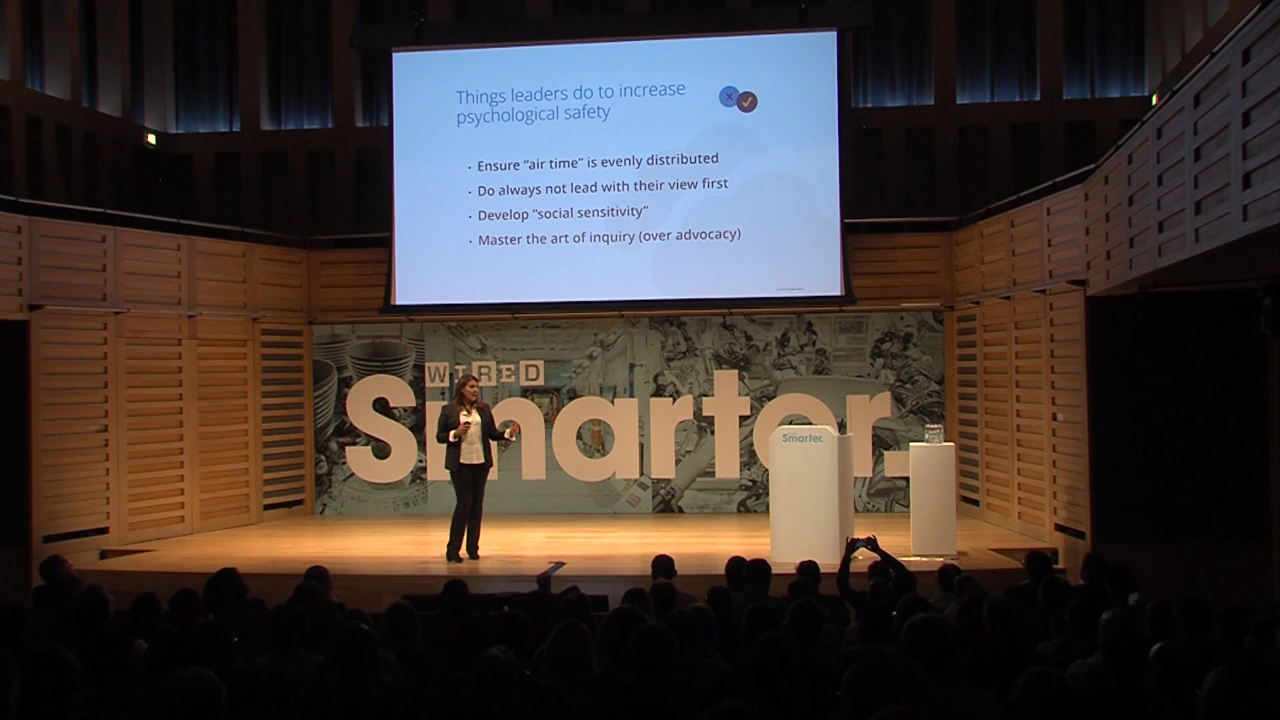 Things leaders do to increase
psychological safety
· Ensure “air time” is evenly distributed
· Do always not lead with their view first
· Develop “social sensitivity”
· Master the art of inquiry (over advocacy)
WIRED
Smarter.
Smarter.